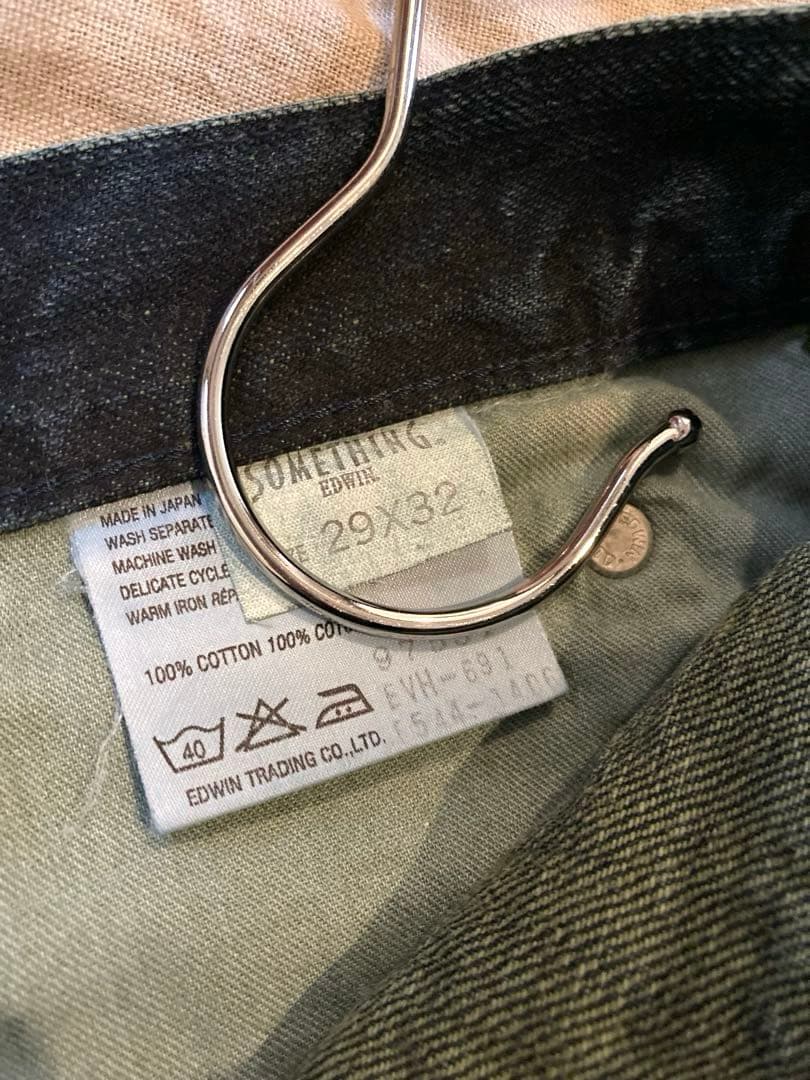 SOMETHING
EDWIN
29X32
MADE IN JAPAN
WASH SEPARATE
MACHINE WASH
DELICATE CYCLE
WARM IRON
100% COTTON 100%
EVH-691
40
EDWIN TRADING CO.,LTD.